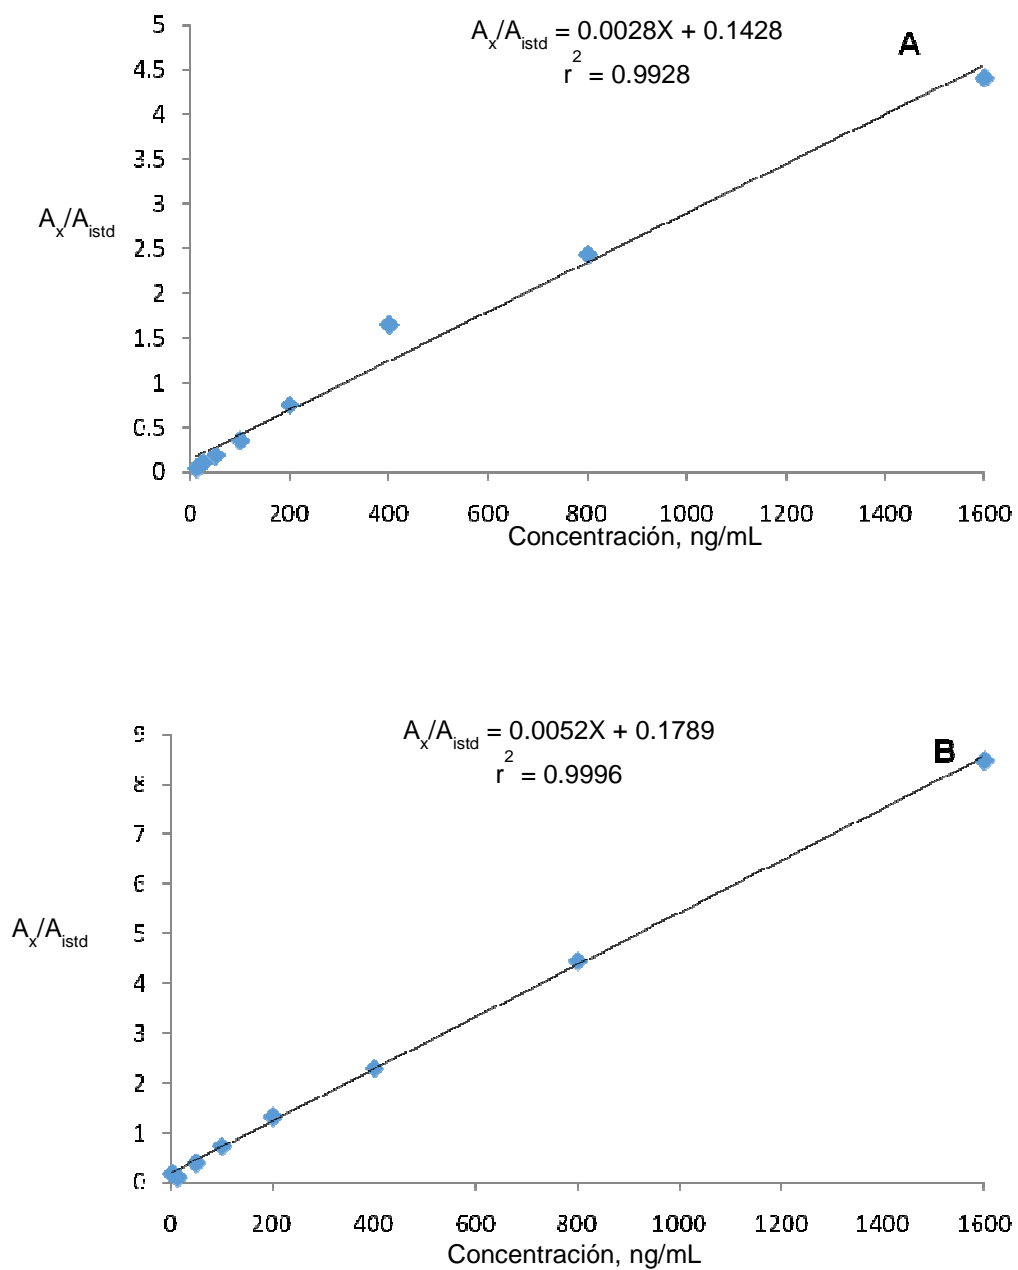 5
Ax/Aistd = 0.0028X + 0.1428
A
r2 = 0.9928
4.5
4
3.5
3
Ax/Aistd
2.5
2
1.5
1
0.5
0
0 200 400 600 800 1000 1200 1400 1600
Concentración, ng/mL
9
Ax/Aistd = 0.0052X + 0.1789
B
r2 = 0.9996
8
7
6
5
Ax/Aistd
4
3
2
1
0
0 200 400 600 800 1000 1200 1400 1600
Concentración, ng/mL